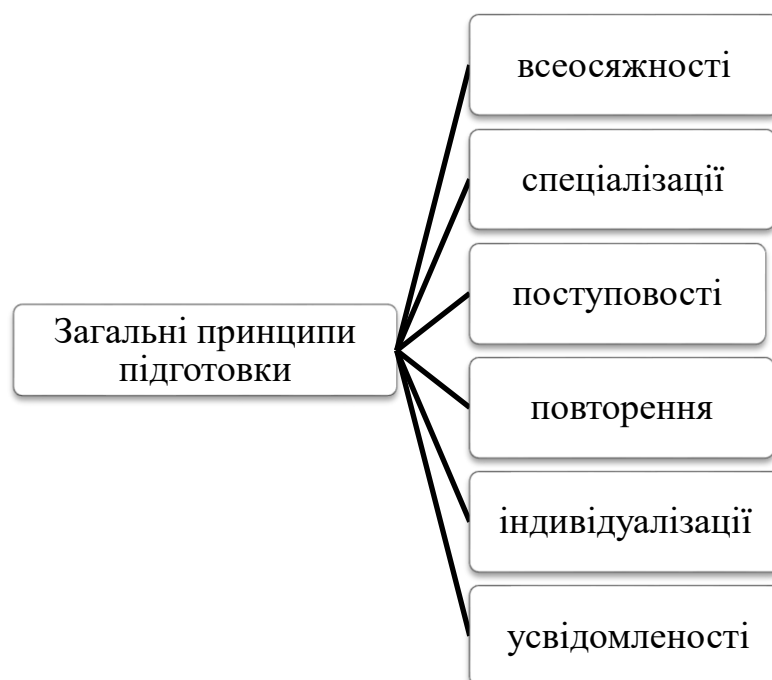 всеосяжності
спеціалізації
поступовості
Загальні принципи
підготовки
повторення
індивідуалізації
усвідомленості